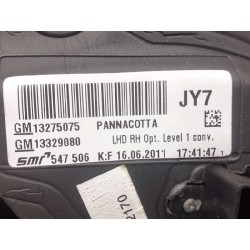 JY7
GM13275075 PANNACOTTA
GM13329080 LHD RH Opt. Level 1 conv.
smr 547 506 K:F 16.06.2011 17:41:47
2170